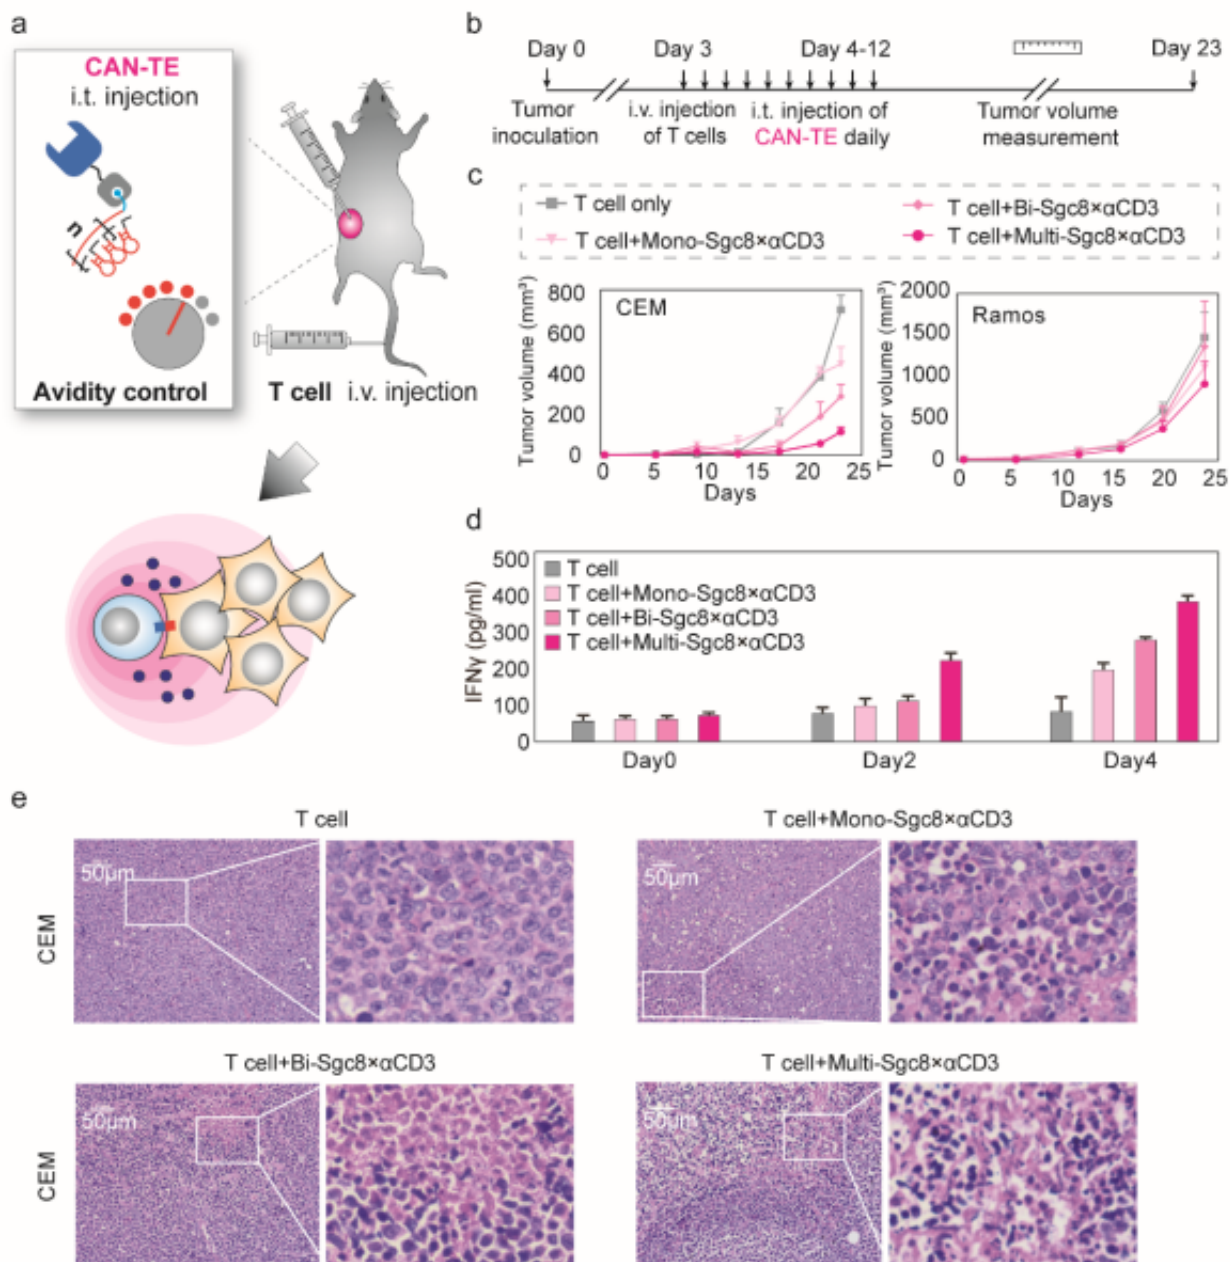 a
CAN-TE
i.t. injection
n
Avidity control
T cell i.v. injection
b
Day 0
Day 3
Day 4-12
Day 23
Tumor
inoculation
i.v. injection
of T cells
i.t. injection of
CAN-TE daily
Tumor volume
measurement
c
T cell only
T cell+Mono-Sgc8×αCD3
T cell+Bi-Sgc8×αCD3
T cell+Multi-Sgc8×αCD3
Tumor volume (mm³)
800
600
400
200
0
CEM
0 5 10 15 20 25
Days
Tumor volume (mm³)
2000
1500
1000
500
0
Ramos
0 5 10 15 20 25
Days
d
IFNγ (pg/ml)
500
400
300
200
100
0
T cell
T cell+Mono-Sgc8×αCD3
T cell+Bi-Sgc8×αCD3
T cell+Multi-Sgc8×αCD3
Day0
Day2
Day4
e
T cell
T cell+Mono-Sgc8×αCD3
CEM
50μm
50μm
T cell+Bi-Sgc8×αCD3
T cell+Multi-Sgc8×αCD3
CEM
50μm
50μm